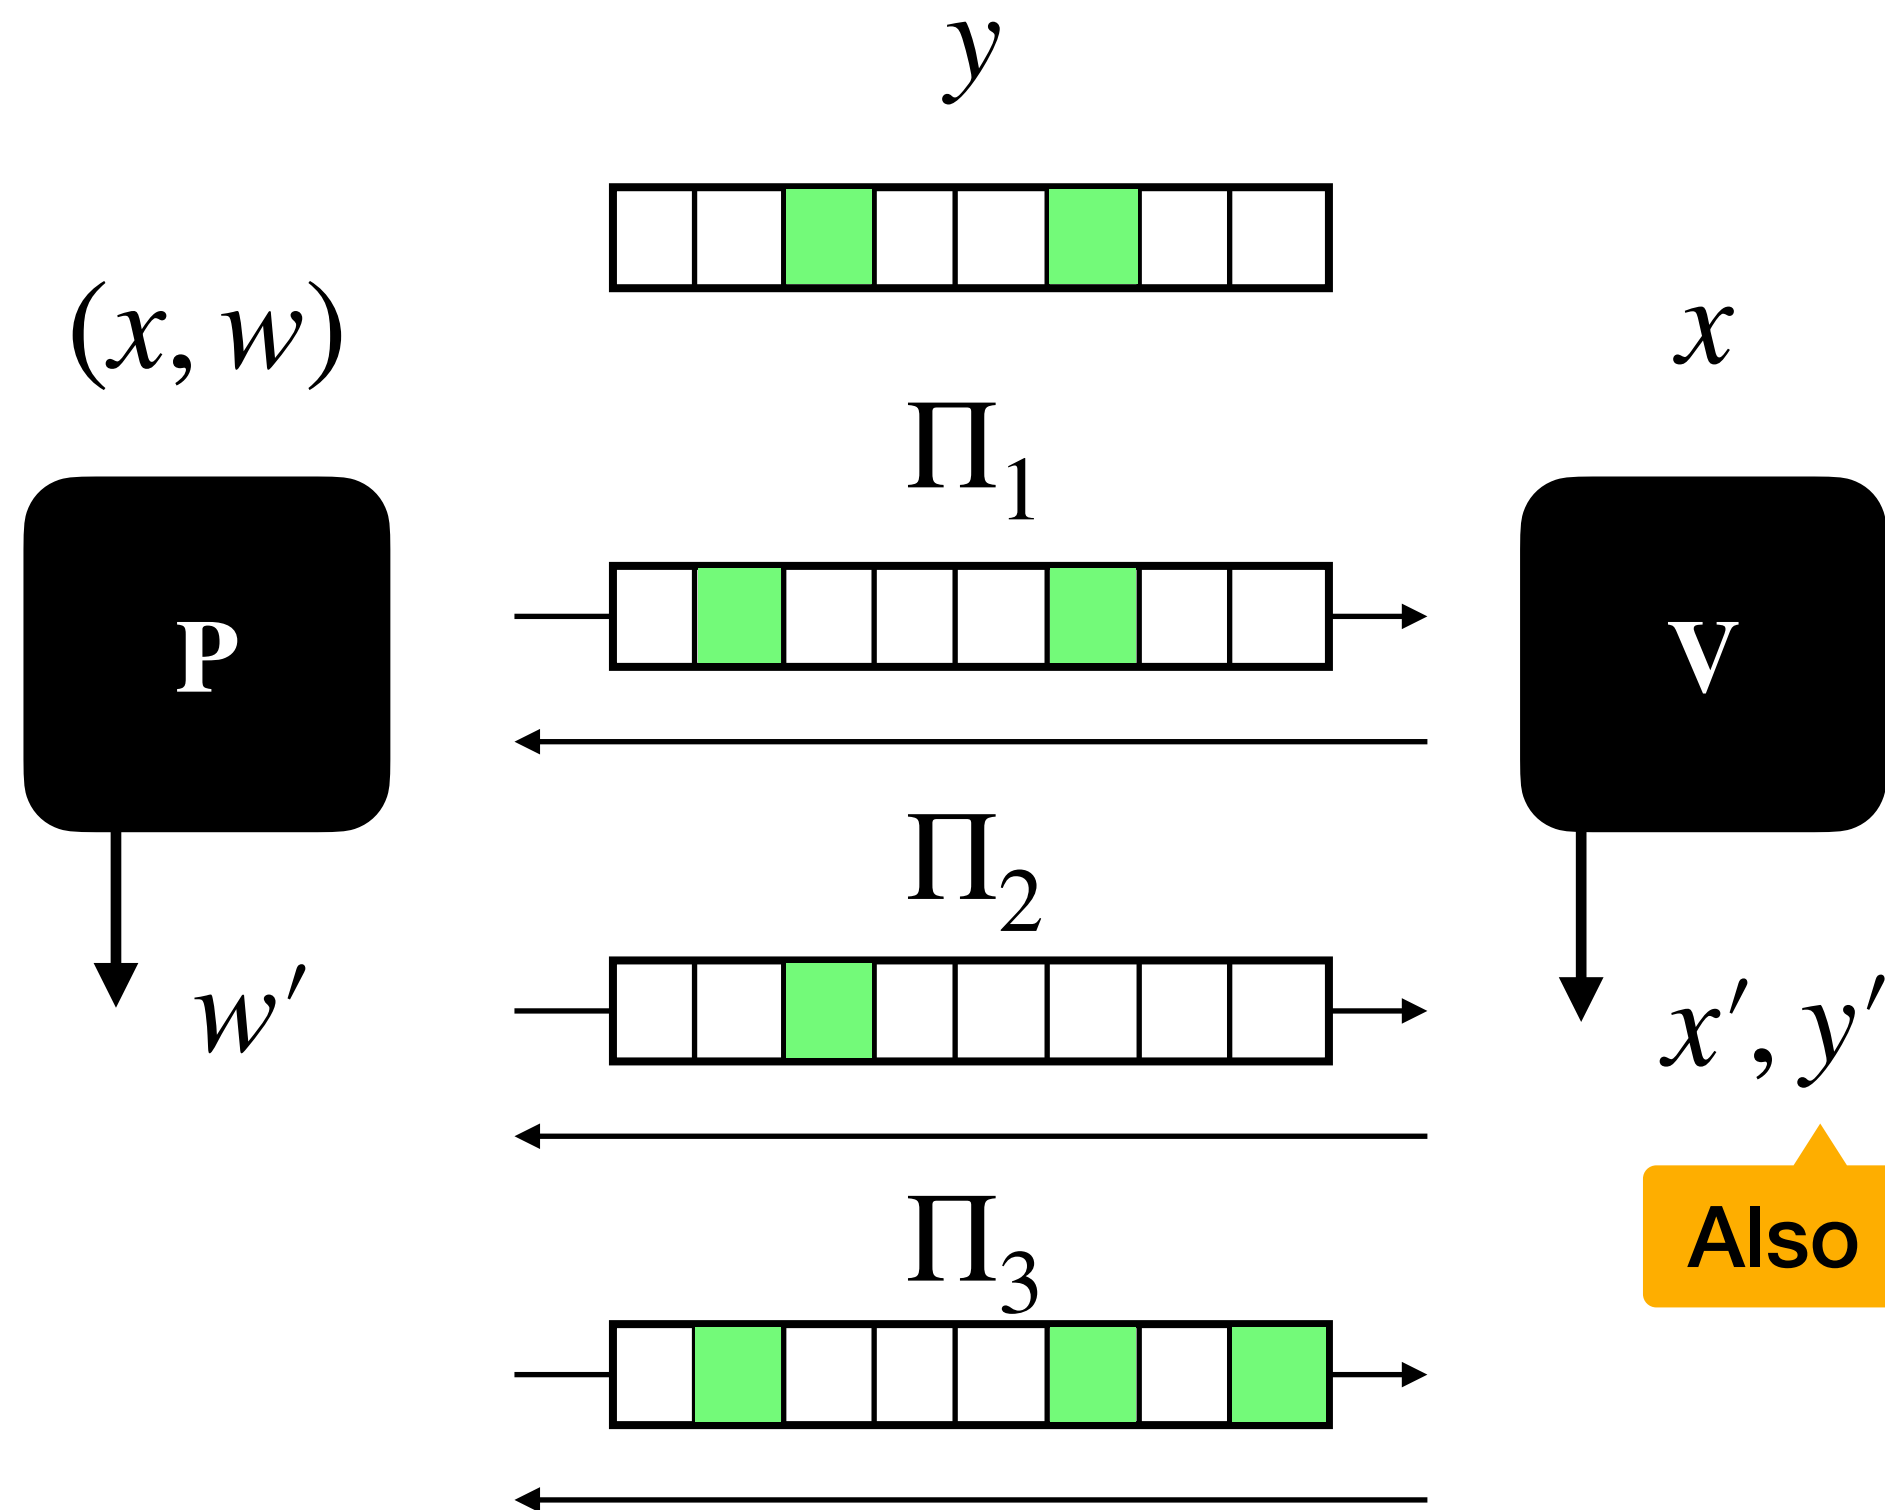 y
(x, w)
x
Π₁
P
V
Π₂
w′
x′, y′
Π₃
Also